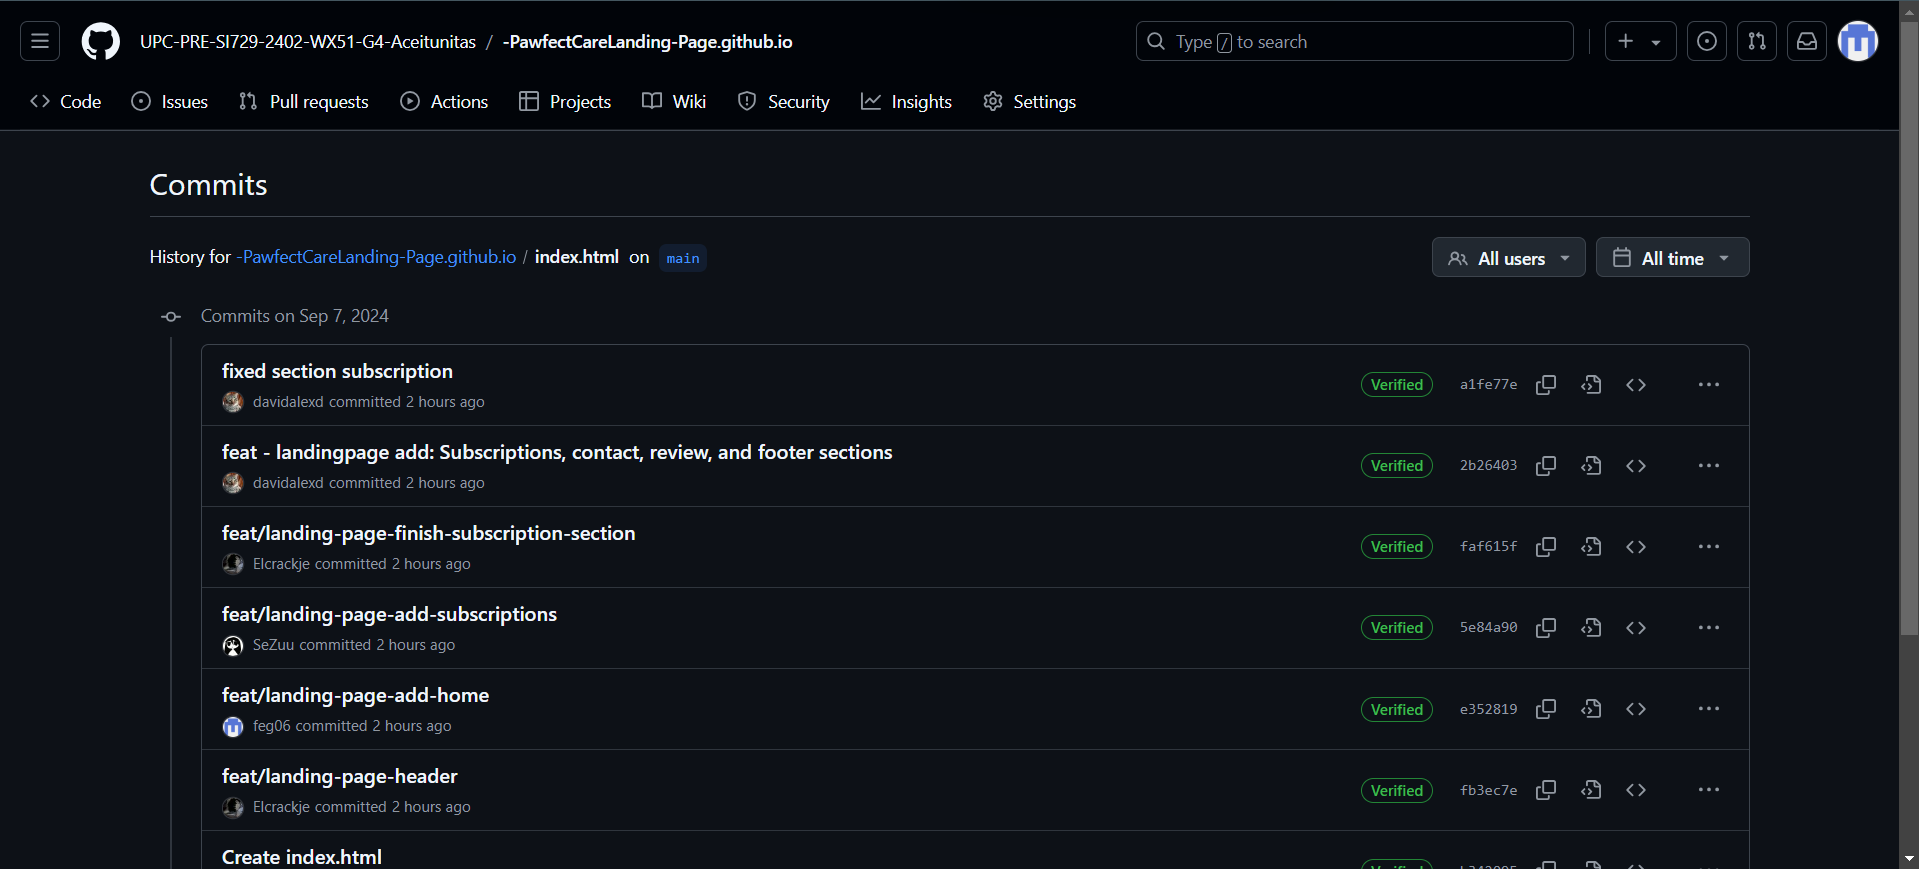 UPC-PRE-SI729-2402-WX51-G4-Aceitunitas / -PawfectCareLanding-Page.github.io
Type / to search
Code Issues Pull requests Actions Projects Wiki Security Insights Settings
Commits
History for -PawfectCareLanding-Page.github.io / index.html on main
All users All time
Commits on Sep 7, 2024
fixed section subscription
davidalexd committed 2 hours ago
Verified a1fe77e
feat - landingpage add: Subscriptions, contact, review, and footer sections
davidalexd committed 2 hours ago
Verified 2b26403
feat/landing-page-finish-subscription-section
Elcrackje committed 2 hours ago
Verified faf615f
feat/landing-page-add-subscriptions
SeZuu committed 2 hours ago
Verified 5e84a90
feat/landing-page-add-home
feg06 committed 2 hours ago
Verified e352819
feat/landing-page-header
Elcrackje committed 2 hours ago
Verified fb3ec7e
Create index.html